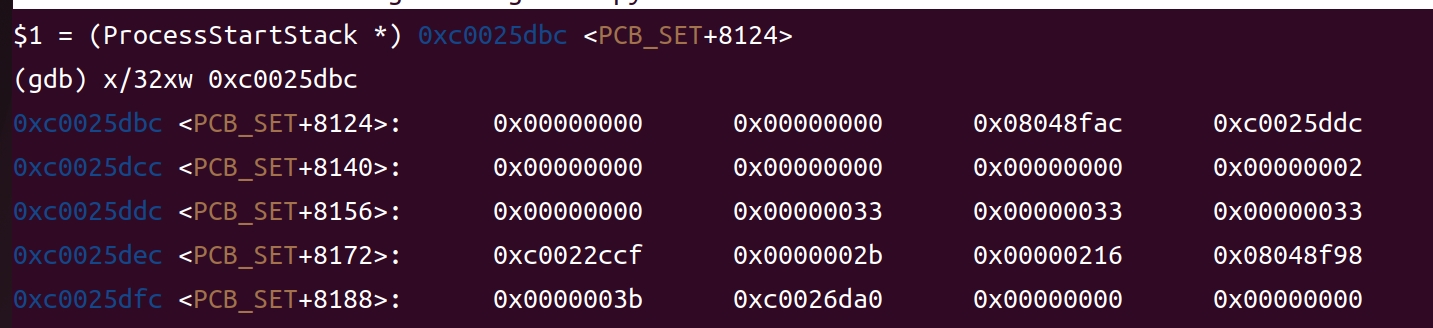 $1 = (ProcessStartStack *) 0xc0025dbc <PCB_SET+8124>
(gdb) x/32xw 0xc0025dbc
0xc0025dbc <PCB_SET+8124>: 0x00000000 0x00000000 0x08048fac 0xc0025ddc
0xc0025dcc <PCB_SET+8140>: 0x00000000 0x00000000 0x00000000 0x00000002
0xc0025ddc <PCB_SET+8156>: 0x00000000 0x00000033 0x00000033 0x00000033
0xc0025dec <PCB_SET+8172>: 0xc0022ccf 0x0000002b 0x00000216 0x08048f98
0xc0025dfc <PCB_SET+8188>: 0x0000003b 0xc0026da0 0x00000000 0x00000000